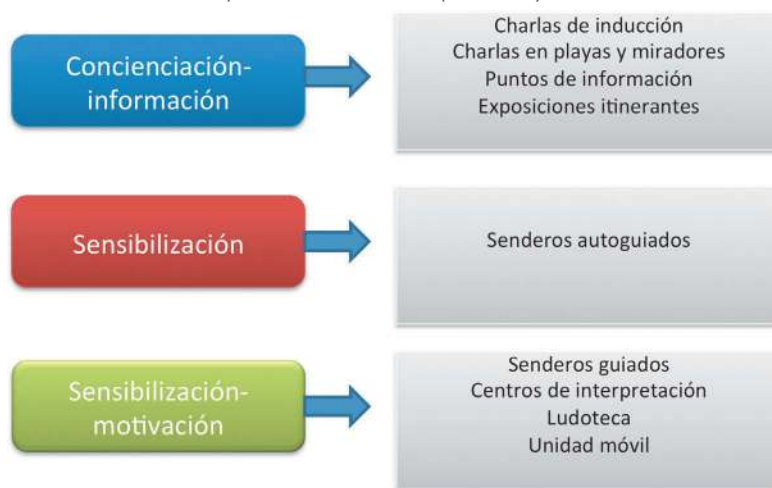 Concienciación-
información
Charlas de inducción
Charlas en playas y miradores
Puntos de información
Exposiciones itinerantes
Sensibilización
Senderos autoguiados
Sensibilización-
motivación
Senderos guiados
Centros de interpretación
Ludoteca
Unidad móvil